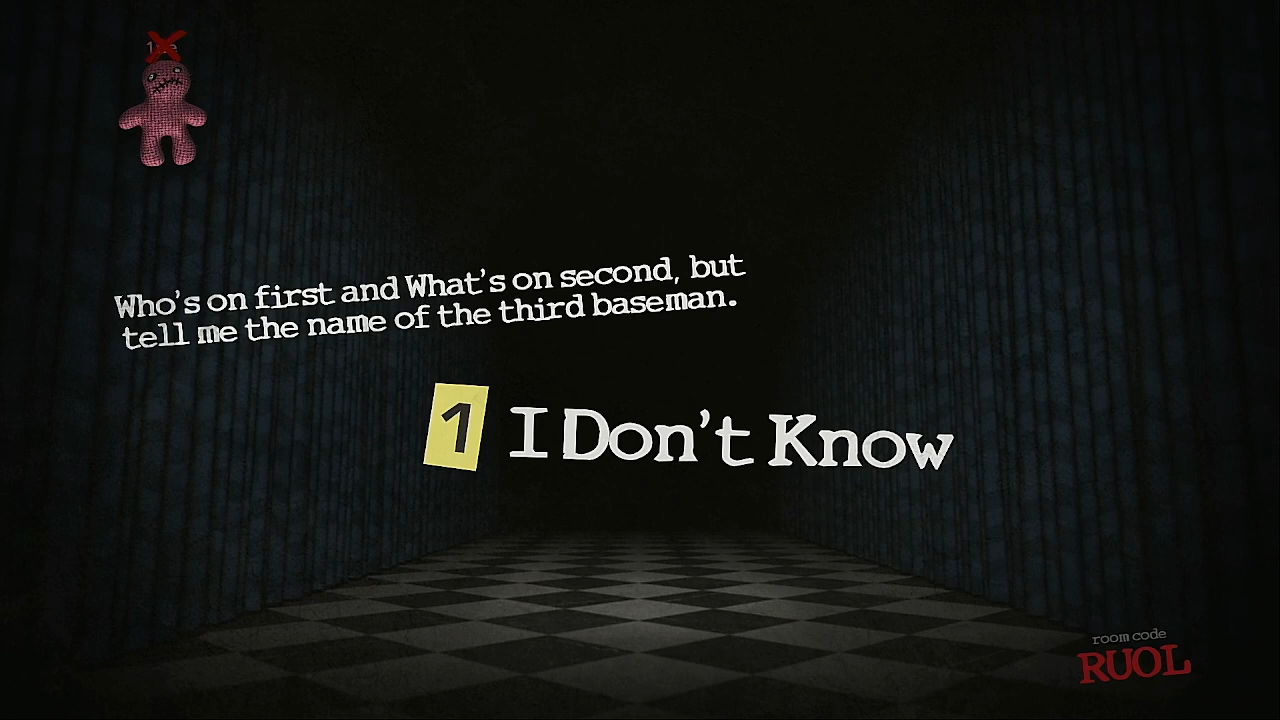 Who's on first and What's on second, but
tell me the name of the third baseman.
1 I Don't Know
room code
RUOL